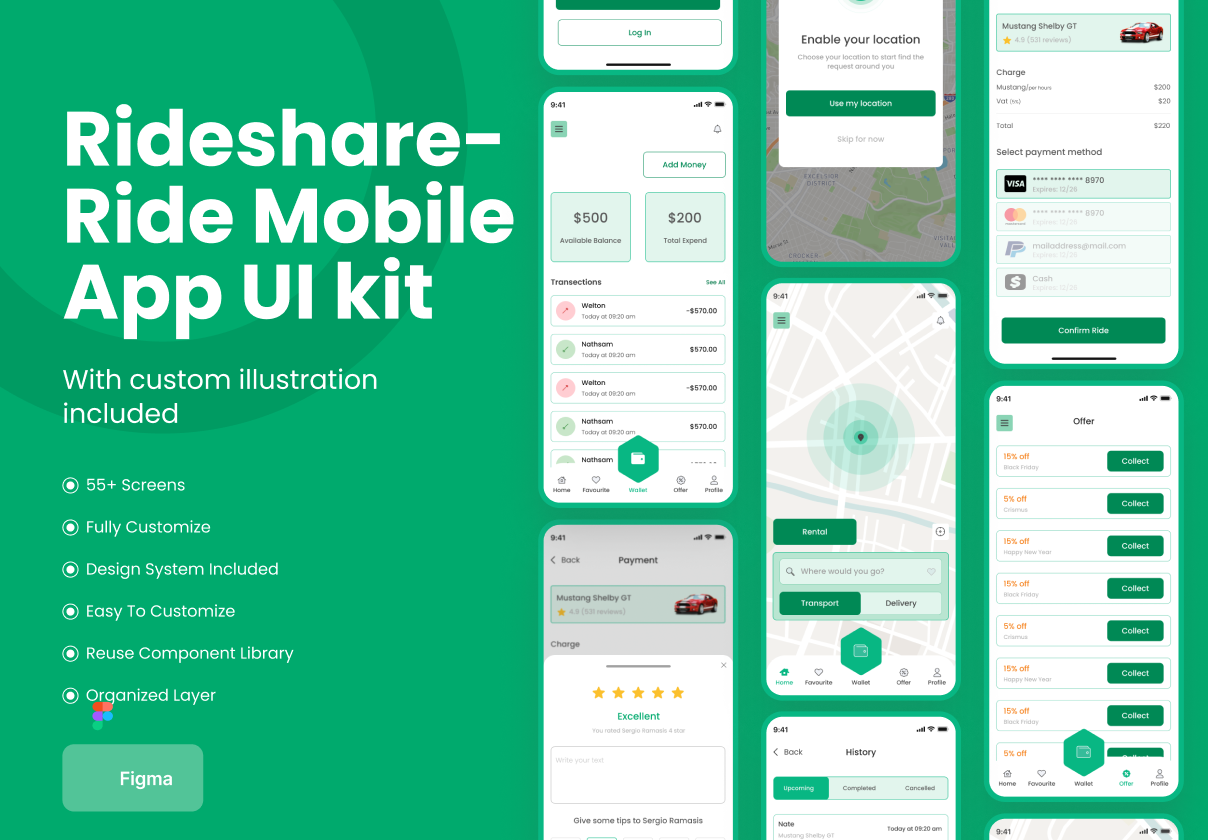 Rideshare-
Ride Mobile
App UI kit
With custom illustration
included
55+ Screens
Fully Customize
Design System Included
Easy To Customize
Reuse Component Library
Organized Layer
Figma
Log In
9:41
Add Money
$500
Available Balance
$200
Total Expend
Transections
See All
Welton
Today at 09:20 am
-$570.00
Nathsam
Today at 09:20 am
$570.00
Welton
Today at 09:20 am
-$570.00
Nathsam
Today at 09:20 am
$570.00
Nathsam
Home
Favourite
Wallet
Offer
Profile
9:41
Back
Payment
Mustang Shelby GT
4.9 (531 reviews)
Charge
Excellent
You rated Sergio Ramasis 4 star
Write your text
Give some tips to Sergio Ramasis
Enable your location
Choose your location to start find the
request around you
Use my location
Skip for now
EXCELSIOR
DISTRICT
CROCKER
9:41
Rental
Where would you go?
Transport
Delivery
Home
Favourite
Wallet
Offer
Profile
9:41
Back
History
Upcoming
Completed
Cancelled
Nate
Mustang Shelby GT
Today at 09:20 am
Mustang Shelby GT
4.9 (531 reviews)
Charge
Mustang/per hours
$200
Vat (5%)
$20
Total
$220
Select payment method
VISA
**** **** **** 8970
Expires: 12/26
**** **** **** 8970
Expires: 12/26
mailaddress@mail.com
Expires: 12/26
Cash
Expires: 12/26
Confirm Ride
9:41
Offer
15% off
Black Friday
Collect
5% off
Crismus
Collect
15% off
Happy New Year
Collect
15% off
Black Friday
Collect
5% off
Crismus
Collect
15% off
Happy New Year
Collect
15% off
Black Friday
Collect
5% off
Collect
Home
Favourite
Wallet
Offer
Profile
9:41